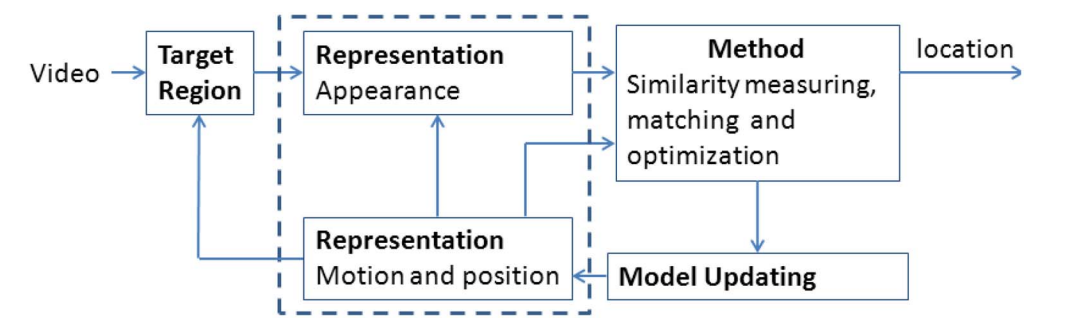 Video
Target
Region
Representation
Appearance
Method
Similarity measuring,
matching and
optimization
location
Representation
Motion and position
Model Updating